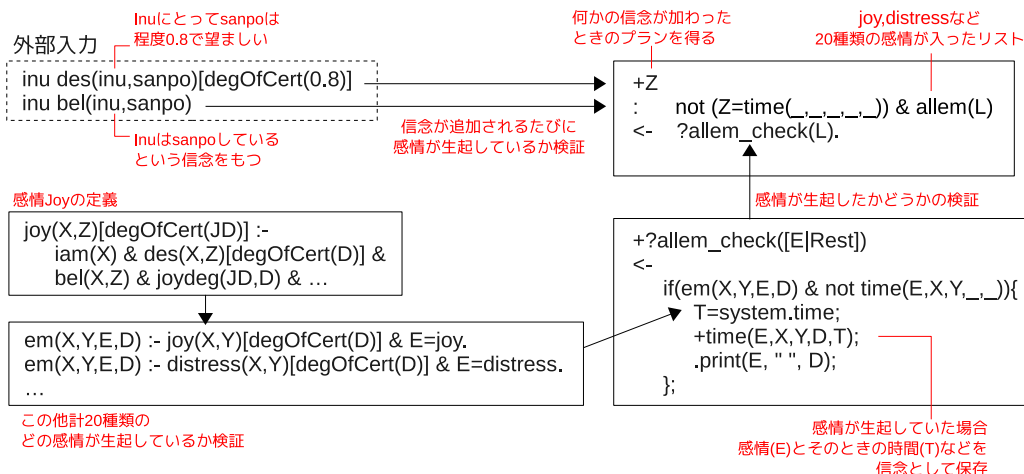 Inuにとってsanpoは
程度0.8で望ましい
外部入力
inu des(inu,sanpo)[degOfCert(0.8)]
inu bel(inu,sanpo)
Inuはsanpoしている
という信念をもつ
信念が追加されるたびに
感情が生起しているか検証
何かの信念が加わった
ときのプランを得る
joy,distressなど
20種類の感情が入ったリスト
+Z
: not (Z=time(_,_,_,_,_)) & allem(L)
<- ?allem_check(L).
感情が生起したかどうかの検証
感情Joyの定義
joy(X,Z)[degOfCert(JD)] :-
iam(X) & des(X,Z)[degOfCert(D)] &
bel(X,Z) & joydeg(JD,D) & …
em(X,Y,E,D) :- joy(X,Y)[degOfCert(D)] & E=joy.
em(X,Y,E,D) :- distress(X,Y)[degOfCert(D)] & E=distress.
…
この他計20種類の
どの感情が生起しているか検証
+?allem_check([E|Rest])
<-
if(em(X,Y,E,D) & not time(E,X,Y,_,_)){
T=system.time;
+time(E,X,Y,D,T);
.print(E, " ", D);
};
感情が生起していた場合
感情(E)とそのときの時間(T)などを
信念として保存